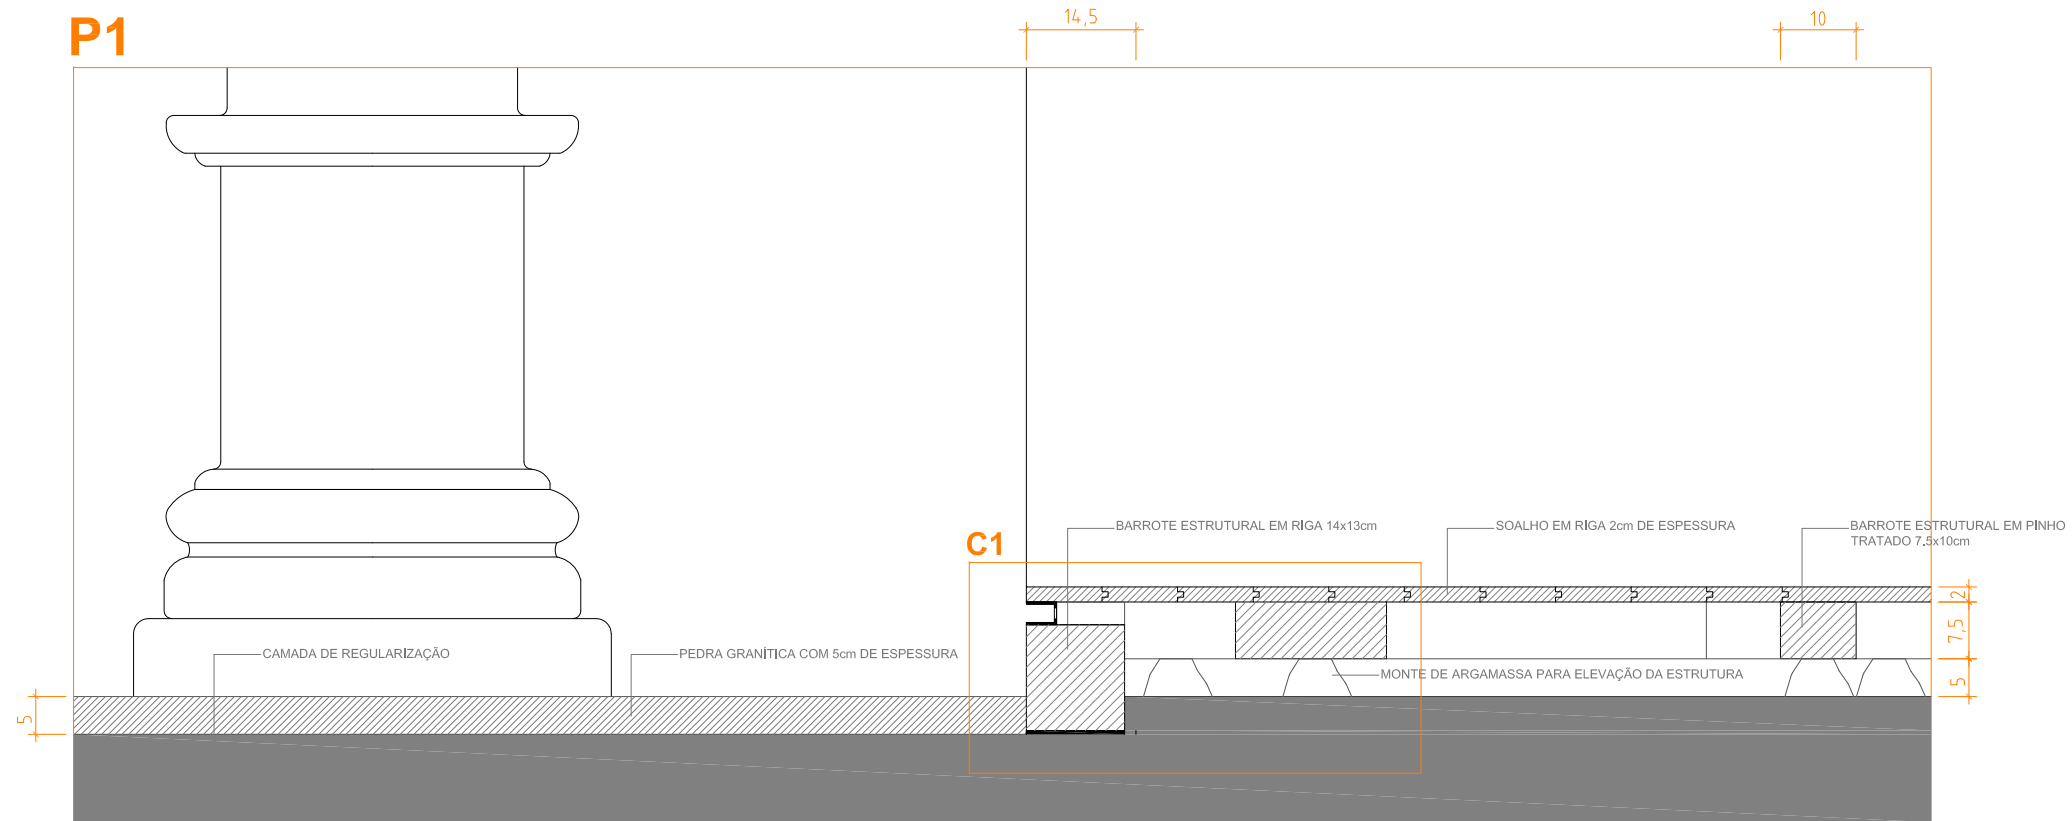 P1
14,5
10
BARROTE ESTRUTURAL EM RIGA 14x13cm
SOALHO EM RIGA 2cm DE ESPESSURA
BARROTE ESTRUTURAL EM PINHO
TRATADO 7.5x10cm
C1
2
7,5
5
CAMADA DE REGULARIZAÇÃO
PEDRA GRANÍTICA COM 5cm DE ESPESSURA
MONTE DE ARGAMASSA PARA ELEVAÇÃO DA ESTRUTURA
5